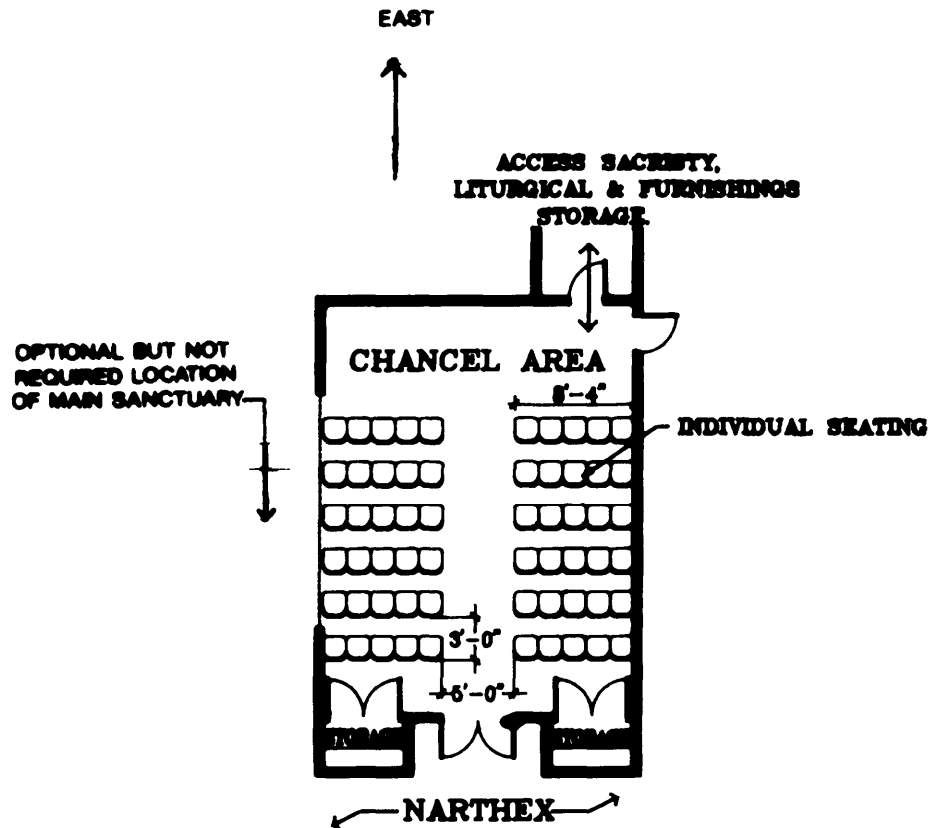 EAST
ACCESS SACRISTY,
LITURGICAL & FURNISHINGS
STORAGE.
OPTIONAL BUT NOT
REQUIRED LOCATION
OF MAIN SANCTUARY
CHANCEL AREA
8'-4"
INDIVIDUAL SEATING
3'-0"
5'-0"
STORAGE
STORAGE
NARTHEX